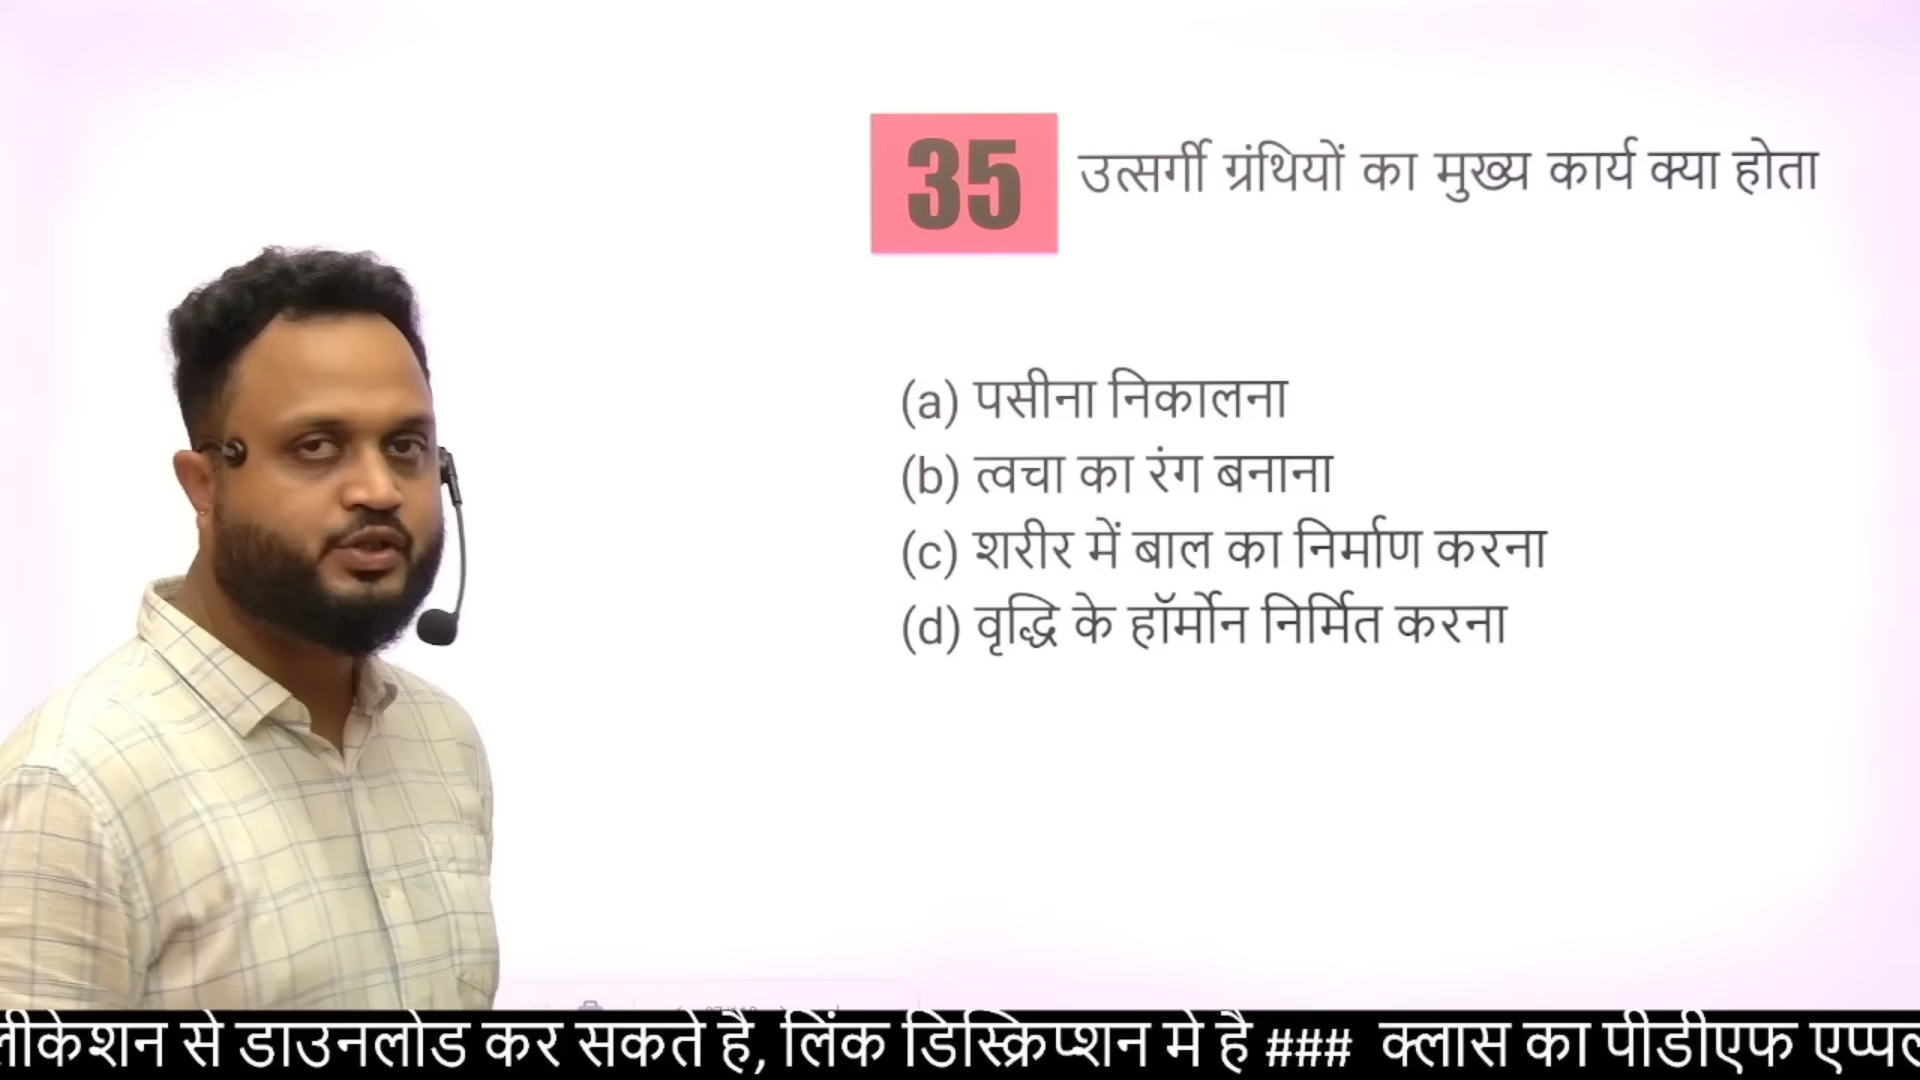 35 उत्सर्गी ग्रंथियों का मुख्य कार्य क्या होता
(a) पसीना निकालना
(b) त्वचा का रंग बनाना
(c) शरीर में बाल का निर्माण करना
(d) वृद्धि के हॉर्मोन निर्मित करना
लीकेशन से डाउनलोड कर सकते है, लिंक डिस्क्रिप्शन मे है ### क्लास का पीडीएफ एप्पल